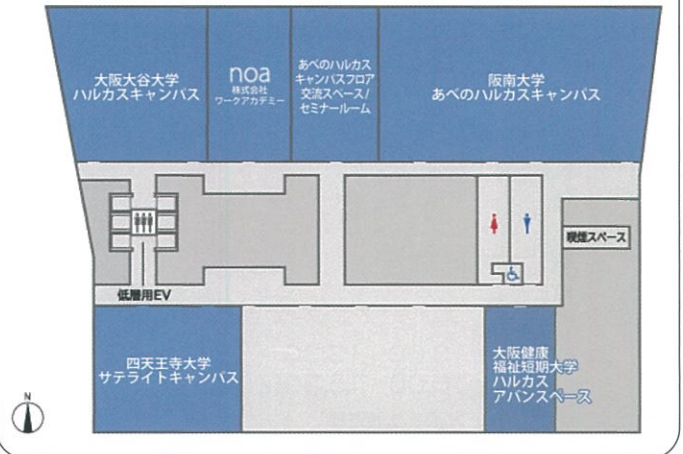 大阪大谷大学
ハルカスキャンパス
noa
株式会社
ワークアカデミー
あべのハルカス
キャンパスフロア
交流スペース/
セミナールーム
阪南大学
あべのハルカスキャンパス
喫煙スペース
低層用EV
四天王寺大学
サテライトキャンパス
大阪健康
福祉短期大学
ハルカス
アバンスペース
N